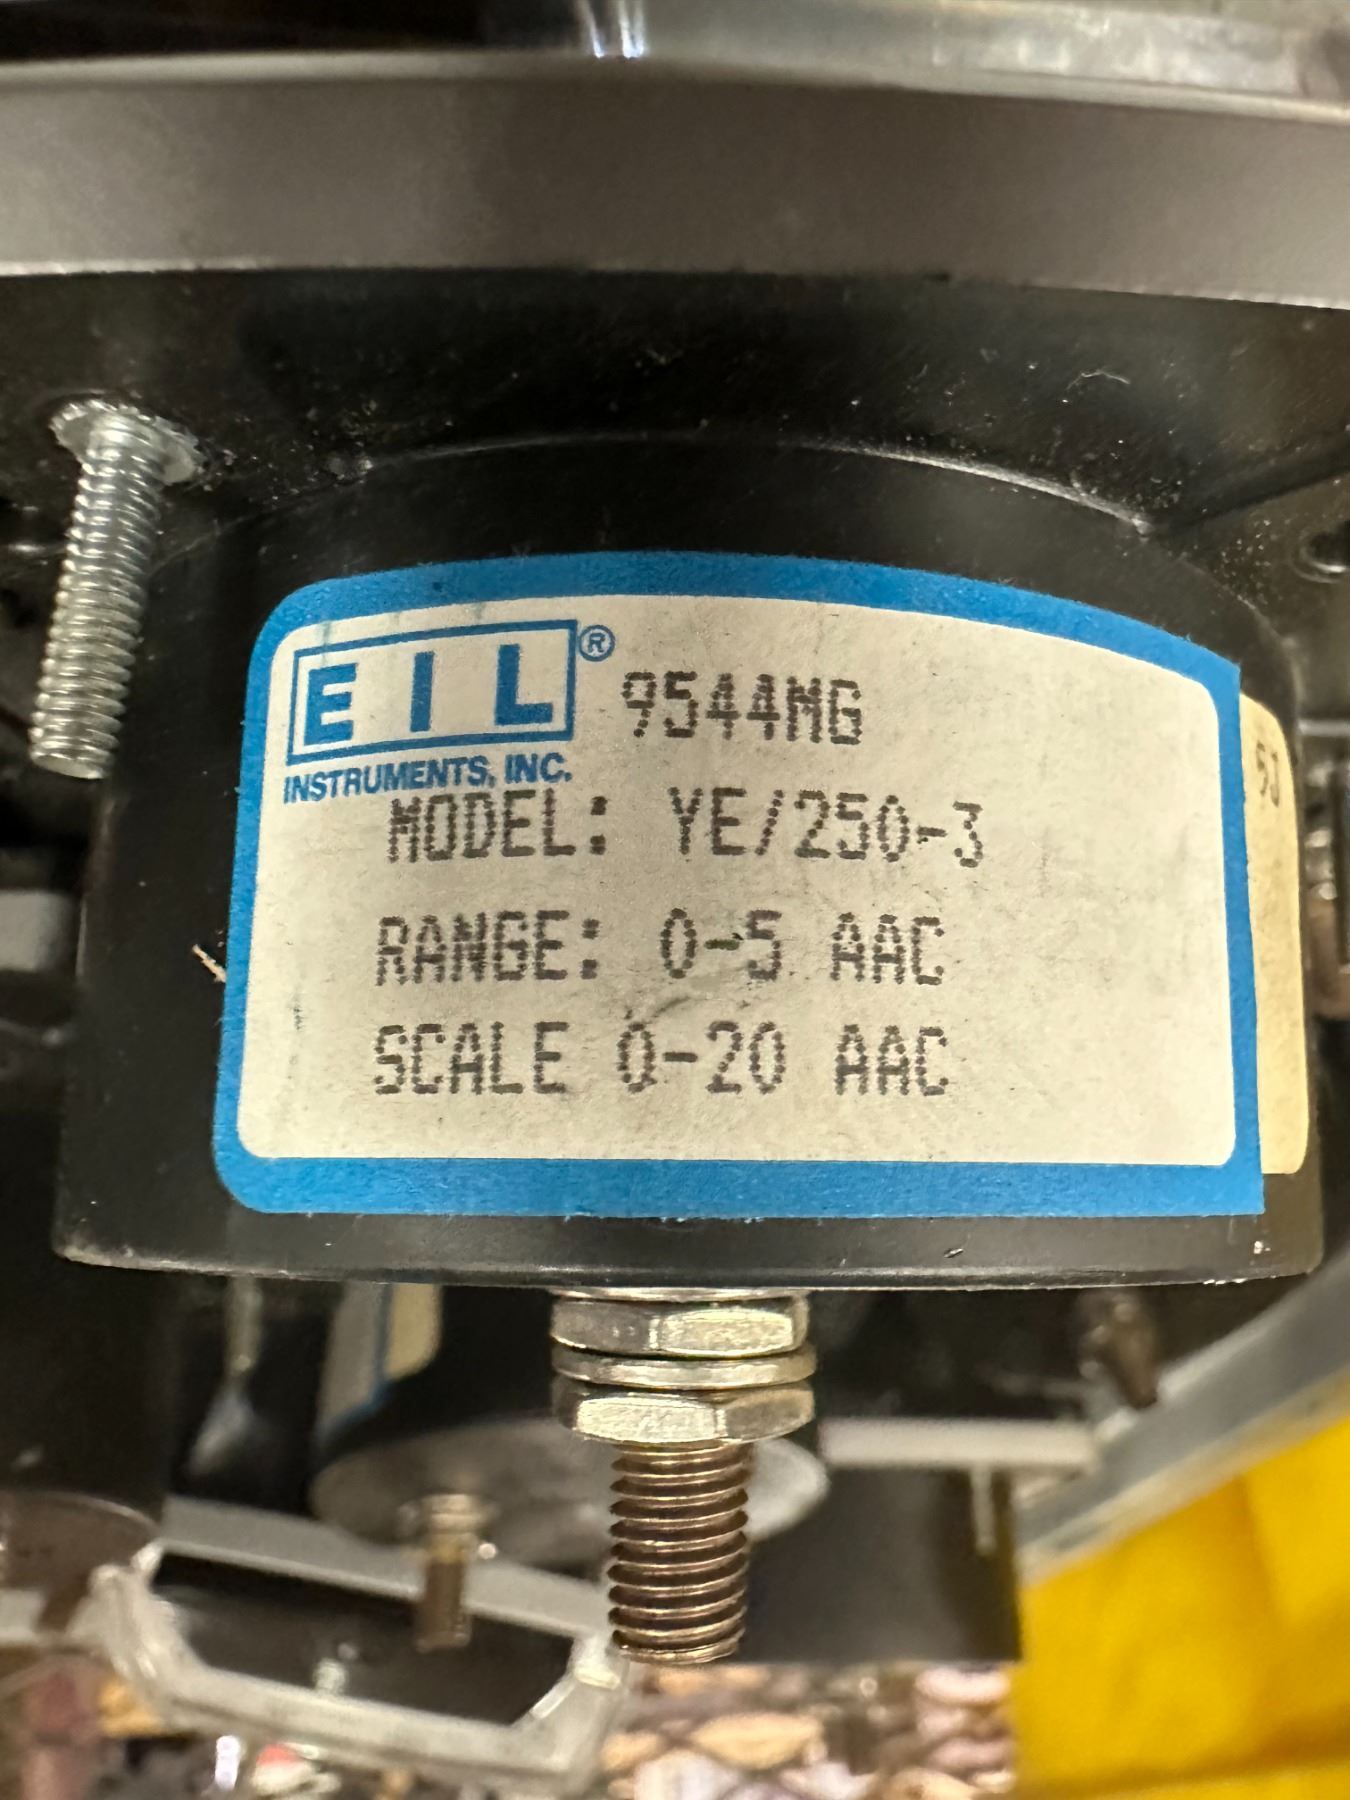 EIL®
INSTRUMENTS, INC.
9544MG
MODEL: YE/250-3
RANGE: 0-5 AAC
SCALE 0-20 AAC